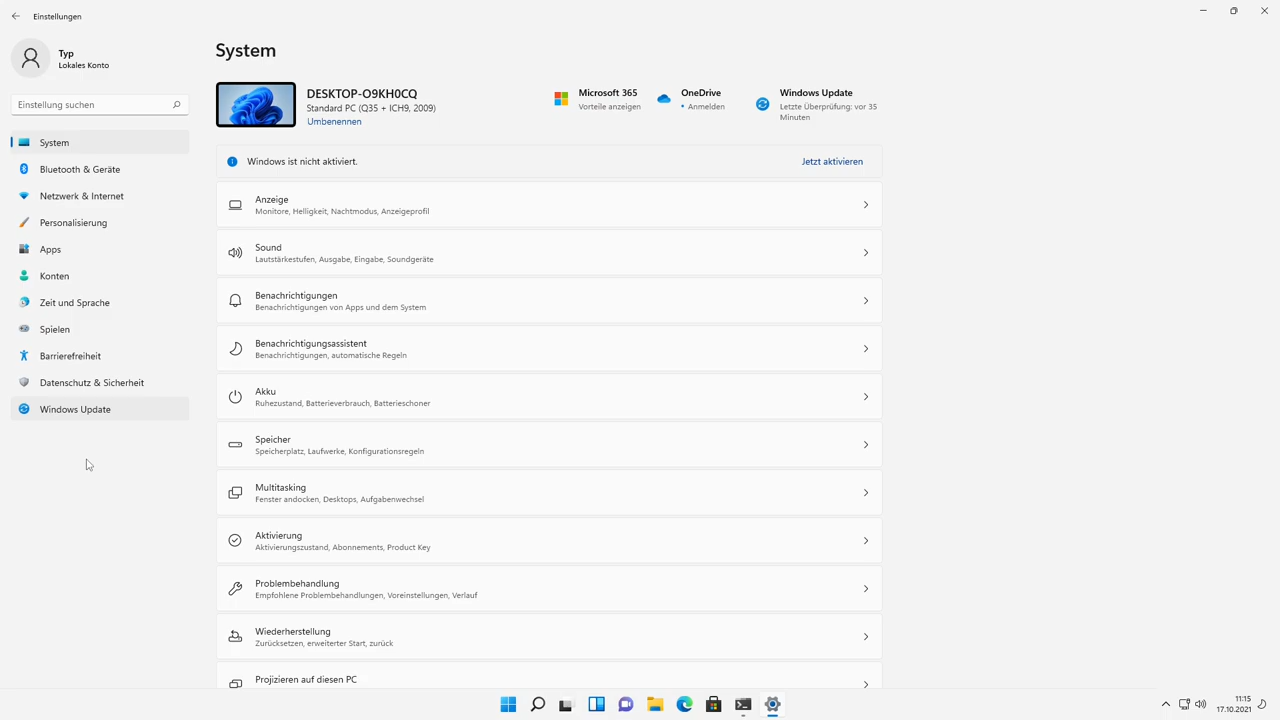 Einstellungen
Typ
Lokales Konto
Einstellung suchen
System
Bluetooth & Geräte
Netzwerk & Internet
Personalisierung
Apps
Konten
Zeit und Sprache
Spielen
Barrierefreiheit
Datenschutz & Sicherheit
Windows Update
System
DESKTOP-O9KH0CQ
Standard PC (Q35 + ICH9, 2009)
Umbenennen
Microsoft 365
Vorteile anzeigen
OneDrive
• Anmelden
Windows Update
Letzte Überprüfung: vor 35
Minuten
Windows ist nicht aktiviert.
Jetzt aktivieren
Anzeige
Monitore, Helligkeit, Nachtmodus, Anzeigeprofil
Sound
Lautstärkestufen, Ausgabe, Eingabe, Soundgeräte
Benachrichtigungen
Benachrichtigungen von Apps und dem System
Benachrichtigungsassistent
Benachrichtigungen, automatische Regeln
Akku
Ruhezustand, Batterieverbrauch, Batterieschoner
Speicher
Speicherplatz, Laufwerke, Konfigurationsregeln
Multitasking
Fenster andocken, Desktops, Aufgabenwechsel
Aktivierung
Aktivierungszustand, Abonnements, Product Key
Problembehandlung
Empfohlene Problembehandlungen, Voreinstellungen, Verlauf
Wiederherstellung
Zurücksetzen, erweiterter Start, zurück
Projizieren auf diesen PC
11:15
17.10.2021